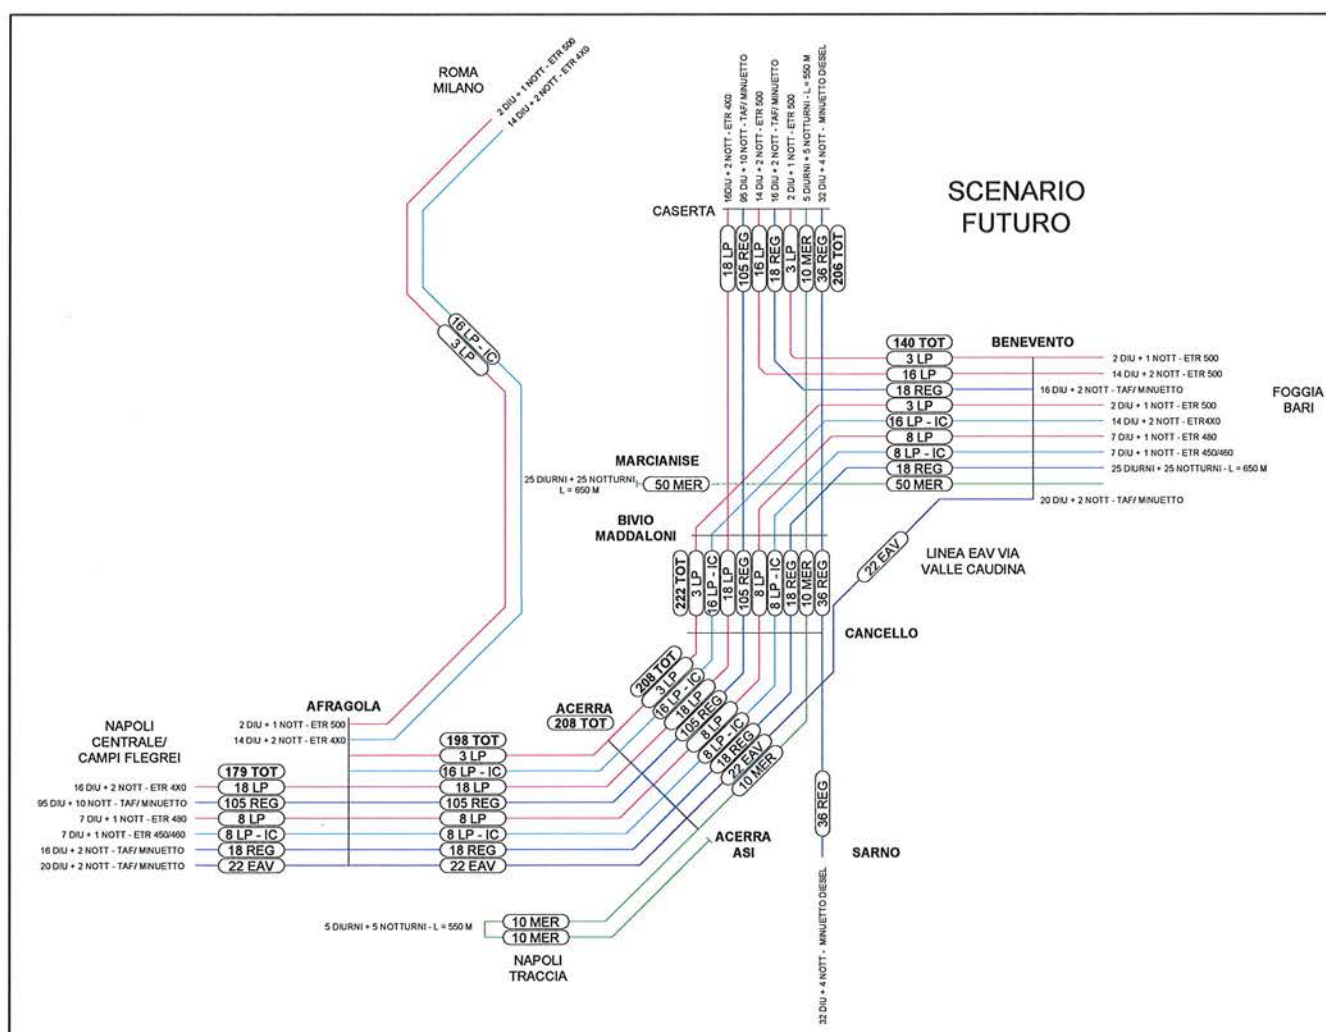 SCENARIO
FUTURO
ROMA
MILANO
2 DIU + 1 NOTT - ETR 500
14 DIU + 2 NOTT - ETR 4X0
16 LP - IC
3 LP
16DIU + 2 NOTT - ETR 4X0
95 DIU + 10 NOTT - TAF/ MINUETTO
14 DIU + 2 NOTT - ETR 500
16 DIU + 2 NOTT - TAF/ MINUETTO
2 DIU + 1 NOTT - ETR 500
5 DIURNI + 5 NOTTURNI - L = 550 M
32 DIU + 4 NOTT - MINUETTO DIESEL
CASERTA
18 LP
105 REG
16 LP
18 REG
3 LP
10 MER
36 REG
206 TOT
140 TOT
BENEVENTO
3 LP
2 DIU + 1 NOTT - ETR 500
16 LP
14 DIU + 2 NOTT - ETR 500
18 REG
16 DIU + 2 NOTT - TAF/ MINUETTO
FOGGIA
BARI
3 LP
2 DIU + 1 NOTT - ETR 500
16 LP - IC
14 DIU + 2 NOTT - ETR4X0
8 LP
7 DIU + 1 NOTT - ETR 480
8 LP - IC
7 DIU + 1 NOTT - ETR 450/460
18 REG
25 DIURNI + 25 NOTTURNI - L = 650 M
50 MER
20 DIU + 2 NOTT - TAF/ MINUETTO
MARCIANISE
25 DIURNI + 25 NOTTURNI
L = 650 M
50 MER
BIVIO
MADDALONI
22 EAV
LINEA EAV VIA
VALLE CAUDINA
222 TOT
3 LP
16 LP - IC
18 LP
105 REG
8 LP
8 LP - IC
18 REG
10 MER
36 REG
CANCELLO
208 TOT
3 LP
16 LP - IC
18 LP
105 REG
8 LP
8 LP - IC
18 REG
22 EAV
10 MER
ACERRA
208 TOT
AFRAGOLA
2 DIU + 1 NOTT - ETR 500
14 DIU + 2 NOTT - ETR 4X0
NAPOLI
CENTRALE/
CAMPI FLEGREI
198 TOT
3 LP
16 LP - IC
18 LP
105 REG
8 LP
8 LP - IC
18 REG
22 EAV
179 TOT
16 DIU + 2 NOTT - ETR 4X0
18 LP
95 DIU + 10 NOTT - TAF/ MINUETTO
105 REG
7 DIU + 1 NOTT - ETR 480
8 LP
7 DIU + 1 NOTT - ETR 450/460
8 LP - IC
16 DIU + 2 NOTT - TAF/ MINUETTO
18 REG
20 DIU + 2 NOTT - TAF/ MINUETTO
22 EAV
ACERRA
ASI
36 REG
SARNO
32 DIU + 4 NOTT - MINUETTO DIESEL
5 DIURNI + 5 NOTTURNI - L = 550 M
10 MER
10 MER
NAPOLI
TRACCIA